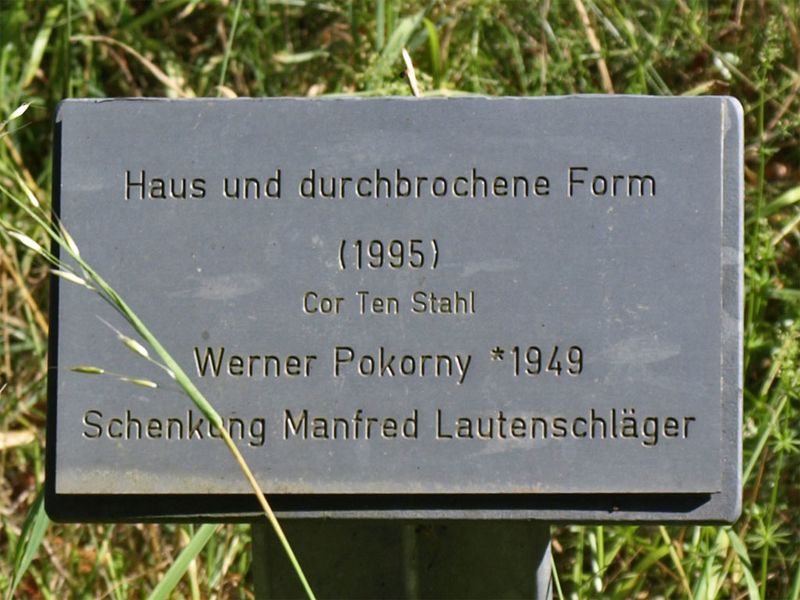 Haus und durchbrochene Form
(1995)
Cor Ten Stahl
Werner Pokorny *1949
Schenkung Manfred Lautenschläger